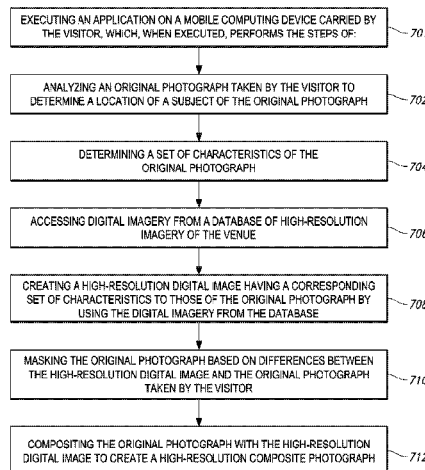 EXECUTING AN APPLICATION ON A MOBILE COMPUTING DEVICE CARRIED BY
THE VISITOR, WHICH, WHEN EXECUTED, PERFORMS THE STEPS OF:
701
ANALYZING AN ORIGINAL PHOTOGRAPH TAKEN BY THE VISITOR TO
DETERMINE A LOCATION OF A SUBJECT OF THE ORIGINAL PHOTOGRAPH
702
DETERMINING A SET OF CHARACTERISTICS OF THE
ORIGINAL PHOTOGRAPH
704
ACCESSING DIGITAL IMAGERY FROM A DATABASE OF HIGH-RESOLUTION
IMAGERY OF THE VENUE
706
CREATING A HIGH-RESOLUTION DIGITAL IMAGE HAVING A CORRESPONDING
SET OF CHARACTERISTICS TO THOSE OF THE ORIGINAL PHOTOGRAPH BY
USING THE DIGITAL IMAGERY FROM THE DATABASE
708
MASKING THE ORIGINAL PHOTOGRAPH BASED ON DIFFERENCES BETWEEN
THE HIGH-RESOLUTION DIGITAL IMAGE AND THE ORIGINAL PHOTOGRAPH
TAKEN BY THE VISITOR
710
COMPOSITING THE ORIGINAL PHOTOGRAPH WITH THE HIGH-RESOLUTION
DIGITAL IMAGE TO CREATE A HIGH-RESOLUTION COMPOSITE PHOTOGRAPH
712